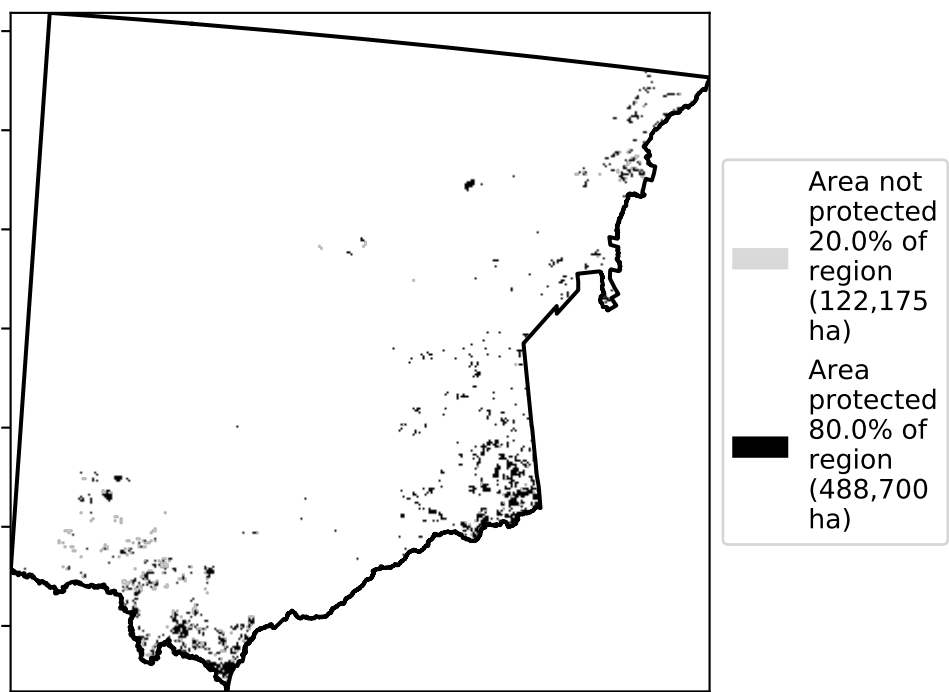 Area not
protected
20.0% of
region
(122,175
ha)
Area
protected
80.0% of
region
(488,700
ha)